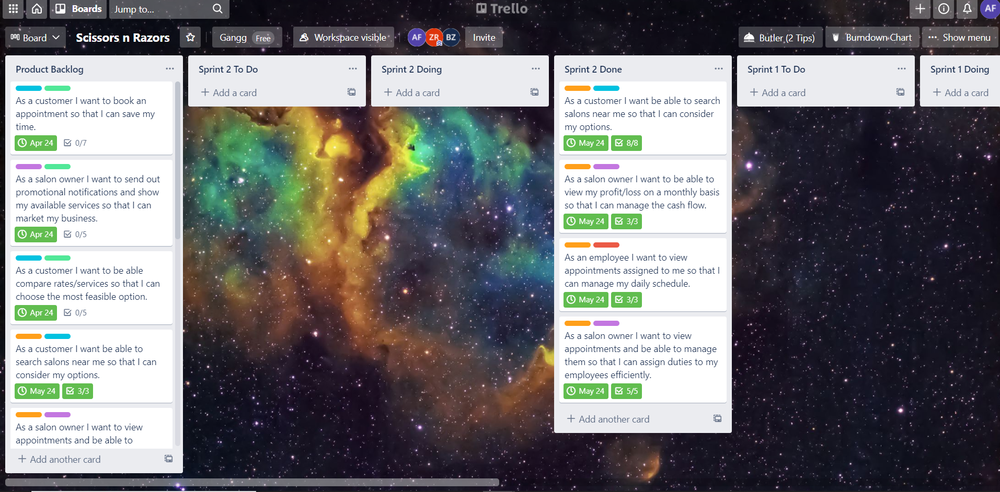 Boards
Jump to...
Trello
AF
Board
Scissors n Razors
Gangg Free
Workspace visible
AF ZR BZ
Invite
Butler (2 Tips)
Burndown Chart
Show menu
Product Backlog
As a customer I want to book an
appointment so that I can save my
time.
Apr 24 0/7
As a salon owner I want to send out
promotional notifications and show
my available services so that I can
market my business.
Apr 24 0/5
As a customer I want to be able
compare rates/services so that I can
choose the most feasible option.
Apr 24 0/5
As a customer I want be able to
search salons near me so that I can
consider my options.
May 24 3/3
As a salon owner I want to view
appointments and be able to
+ Add another card
Sprint 2 To Do
+ Add a card
Sprint 2 Doing
+ Add a card
Sprint 2 Done
As a customer I want be able to search
salons near me so that I can consider
my options.
May 24 8/8
As a salon owner I want to be able to
view my profit/loss on a monthly basis
so that I can manage the cash flow.
May 24 3/3
As an employee I want to view
appointments assigned to me so that I
can manage my daily schedule.
May 24 3/3
As a salon owner I want to view
appointments and be able to manage
them so that I can assign duties to my
employees efficiently.
May 24 5/5
+ Add another card
Sprint 1 To Do
+ Add a card
Sprint 1 Doing
+ Add a card